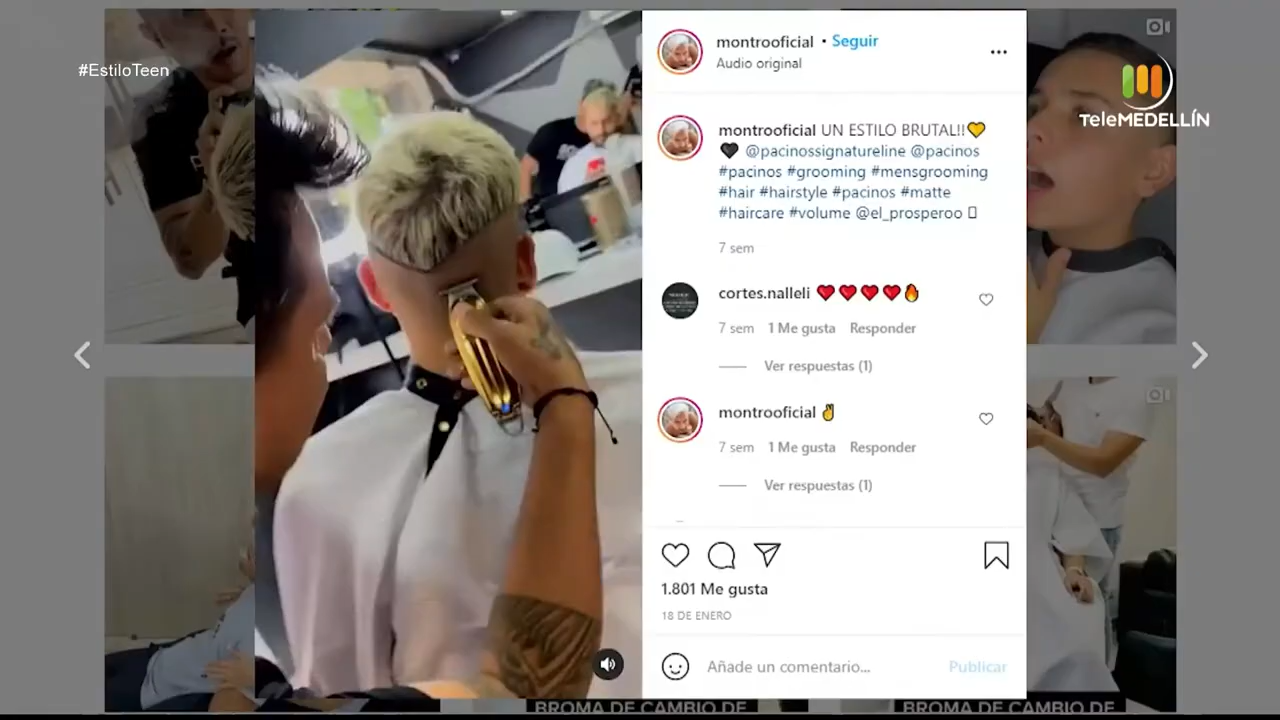 #EstiloTeen
TeleMEDELLÍN
montrooficial • Seguir
Audio original
montrooficial UN ESTILO BRUTAL!!💛
🖤 @pacinossignatureline @pacinos
#pacinos #grooming #mensgrooming
#hair #hairstyle #pacinos #matte
#haircare #volume @el_prosperoo
7 sem
cortes.nalleli ❤️❤️❤️❤️🔥
7 sem 1 Me gusta Responder
Ver respuestas (1)
montrooficial ✌️
7 sem 1 Me gusta Responder
Ver respuestas (1)
1.801 Me gusta
18 DE ENERO
Añade un comentario... Publicar
BROMA DE CAMBIO DE
BROMA DE CAMBIO DE